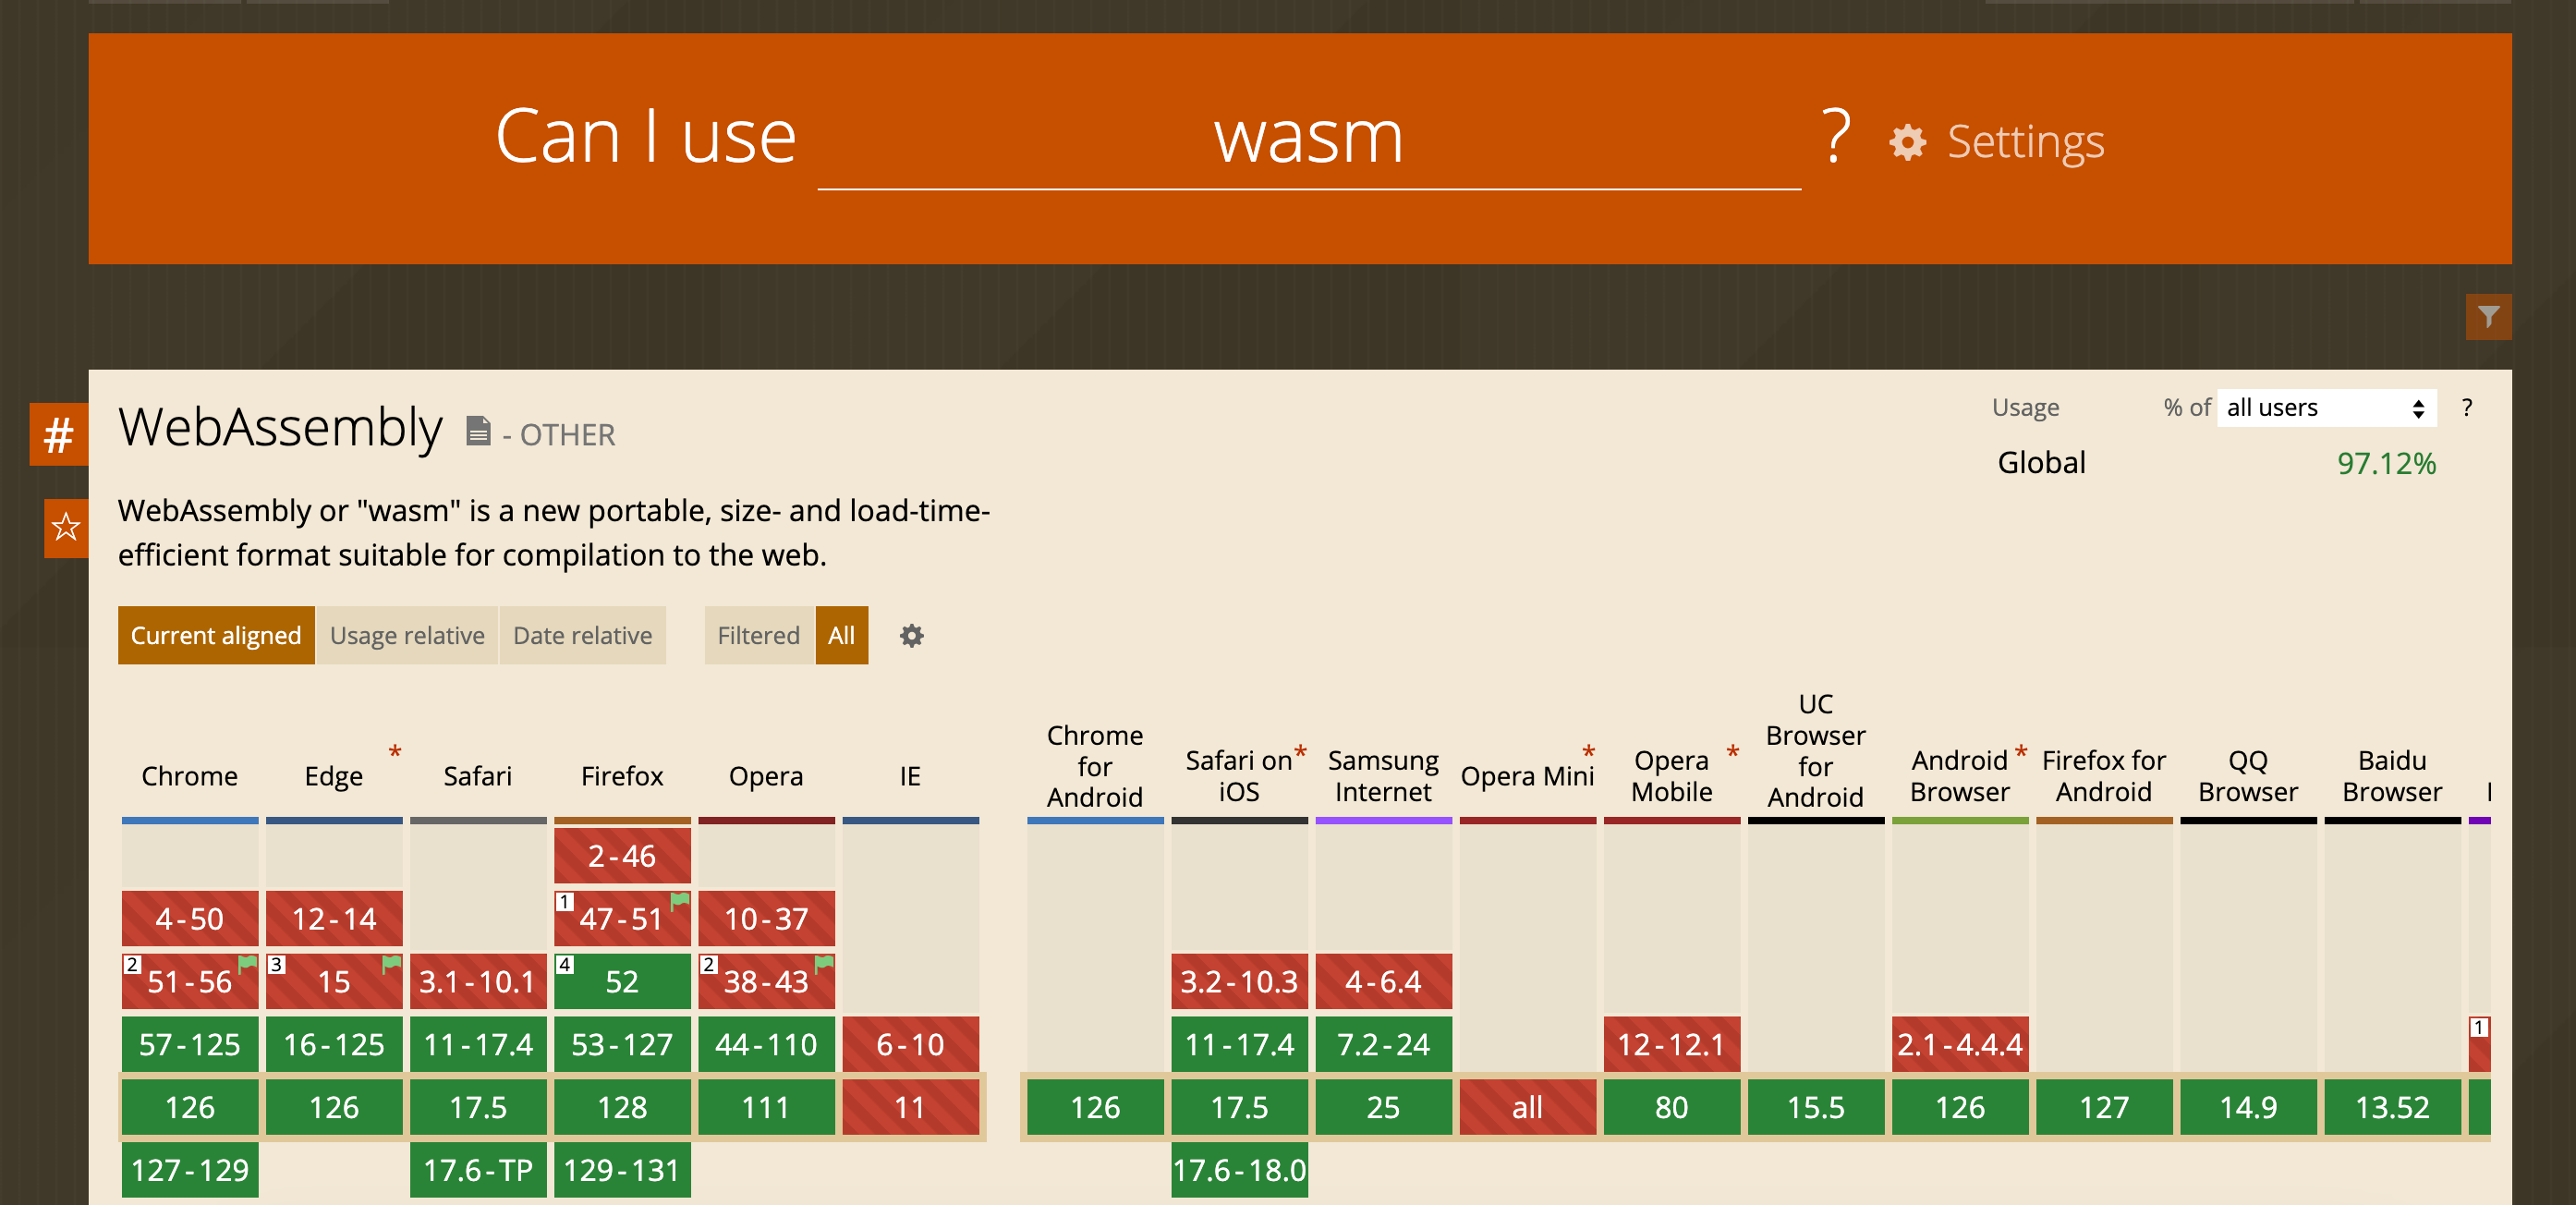 Can I use wasm ? Settings
# WebAssembly - OTHER
Usage % of all users ?
Global 97.12%
WebAssembly or "wasm" is a new portable, size- and load-time-
efficient format suitable for compilation to the web.
Current aligned Usage relative Date relative Filtered All
Chrome
Edge *
Safari
Firefox
Opera
IE
Chrome
for
Android
Safari on *
iOS
Samsung
Internet
Opera Mini *
Opera *
Mobile
UC
Browser
for
Android
Android *
Browser
Firefox for
Android
QQ
Browser
Baidu
Browser
2-46
4-50 12-14 1 47-51 10-37
2 51-56 3 15 3.1-10.1 4 52 2 38-43 3.2-10.3 4-6.4
57-125 16-125 11-17.4 53-127 44-110 6-10 11-17.4 7.2-24 12-12.1 2.1-4.4.4 1
126 126 17.5 128 111 11 126 17.5 25 all 80 15.5 126 127 14.9 13.52
127-129 17.6-TP 129-131 17.6-18.0